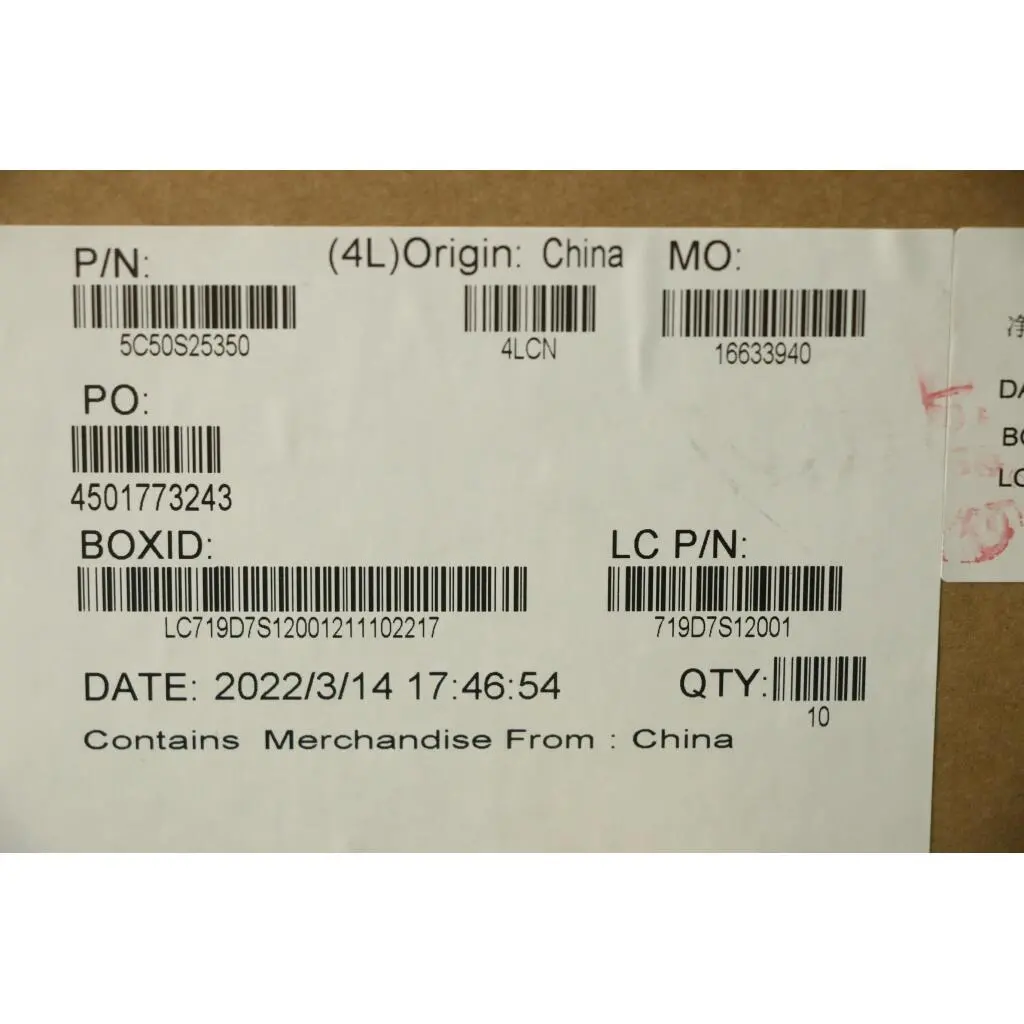 P/N: (4L)Origin: China MO:
5C50S25350 4LCN 16633940
PO:
4501773243
BOXID: LC P/N:
LC719D7S12001211102217 719D7S12001
DATE: 2022/3/14 17:46:54 QTY:
10
Contains Merchandise From : China
净
DA
BO
LC